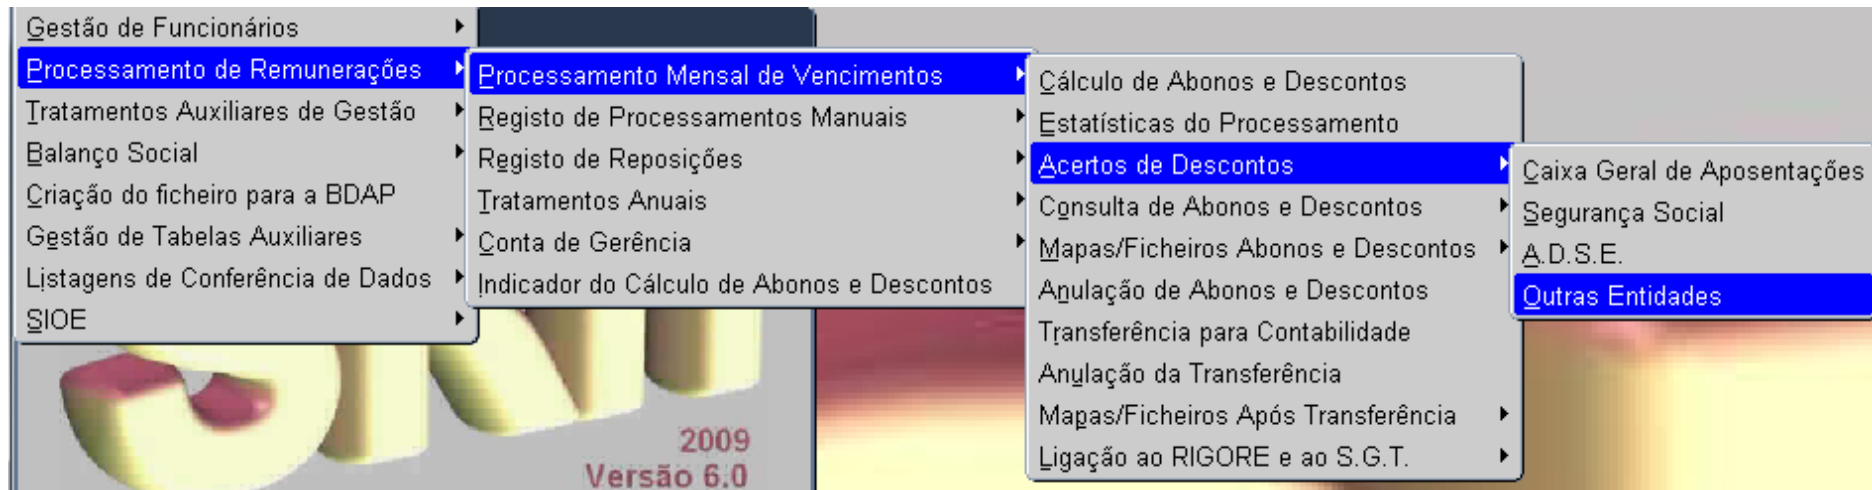 Gestão de Funcionários
Processamento de Remunerações
Tratamentos Auxiliares de Gestão
Balanço Social
Criação do ficheiro para a BDAP
Gestão de Tabelas Auxiliares
Listagens de Conferência de Dados
SIOE
Processamento Mensal de Vencimentos
Registo de Processamentos Manuais
Registo de Reposições
Tratamentos Anuais
Conta de Gerência
Indicador do Cálculo de Abonos e Descontos
Cálculo de Abonos e Descontos
Estatísticas do Processamento
Acertos de Descontos
Consulta de Abonos e Descontos
Mapas/Ficheiros Abonos e Descontos
Anulação de Abonos e Descontos
Transferência para Contabilidade
Anulação da Transferência
Mapas/Ficheiros Após Transferência
Ligação ao RIGORE e ao S.G.T.
Caixa Geral de Aposentações
Segurança Social
A.D.S.E.
Outras Entidades
2009
Versão 6.0